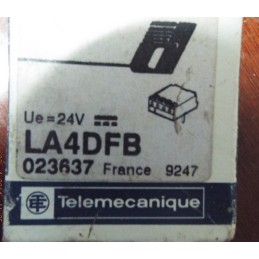 Ue=24V ⎓
LA4DFB
023637 France 9247
Telemecanique